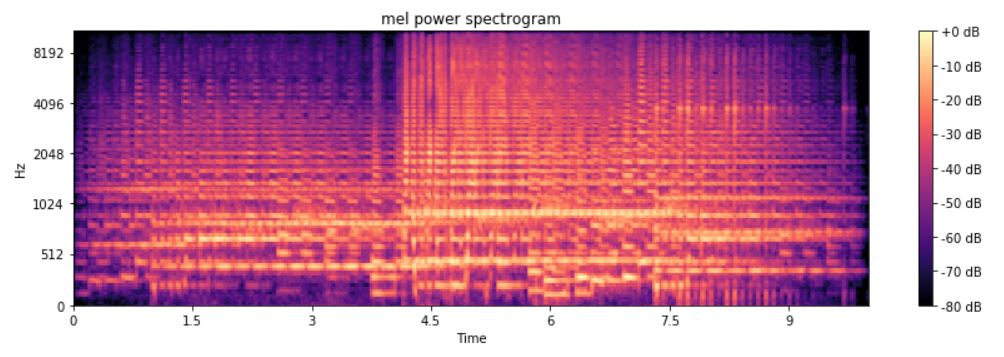 mel power spectrogram
8192
4096
2048
1024
512
0
Hz
0 1.5 3 4.5 6 7.5 9
Time
+0 dB
-10 dB
-20 dB
-30 dB
-40 dB
-50 dB
-60 dB
-70 dB
-80 dB